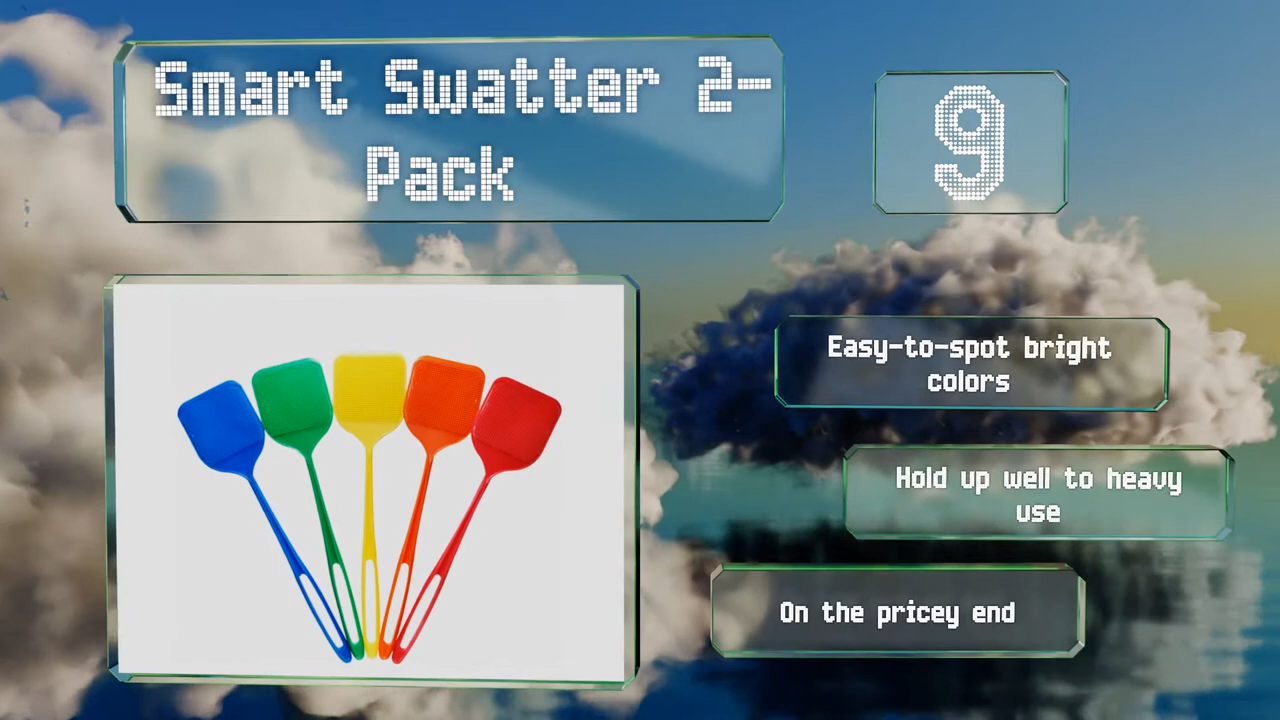 Smart Swatter 2-
Pack
9
Easy-to-spot bright
colors
Hold up well to heavy
use
On the pricey end